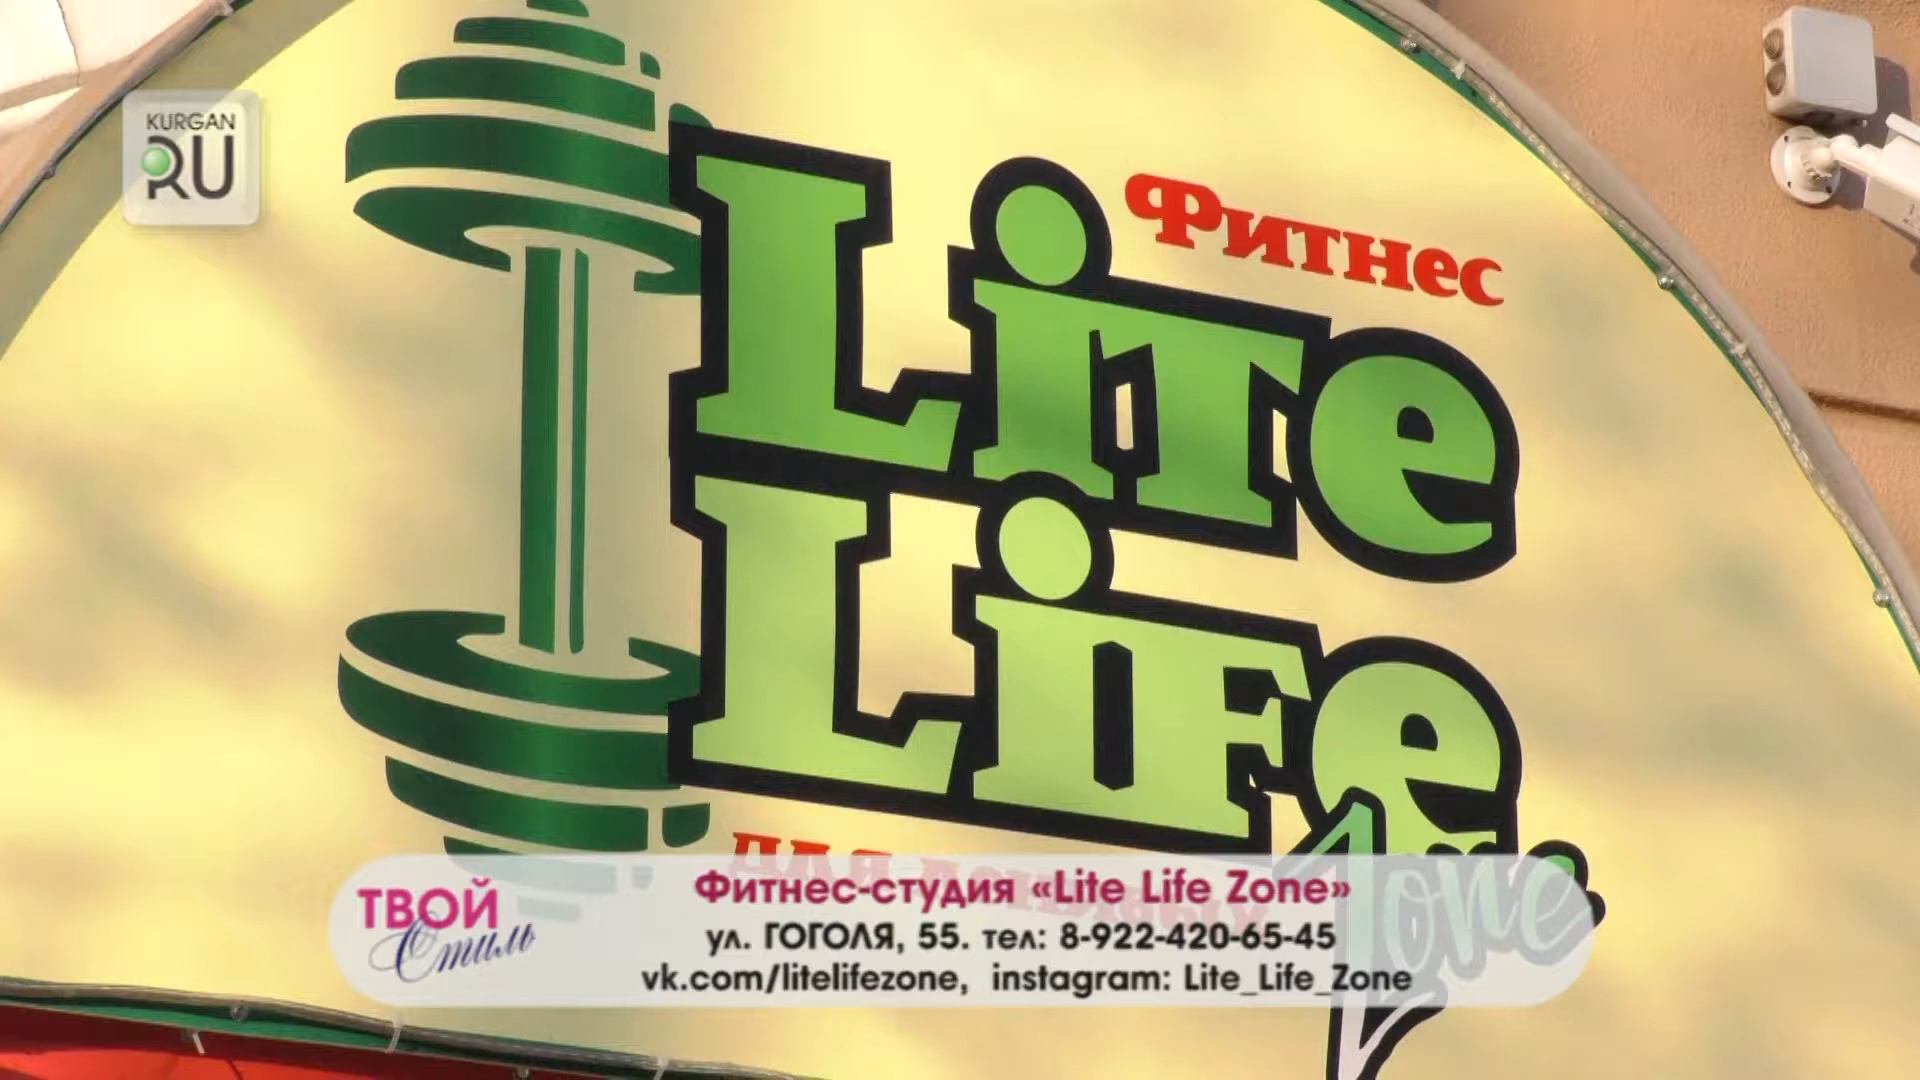 KURGAN
RU
Фитнес
Lite
Life
Zone
для
ТВОЙ
Стиль
Фитнес-студия «Lite Life Zone»
ул. ГОГОЛЯ, 55. тел: 8-922-420-65-45
vk.com/litelifezone, instagram: Lite_Life_Zone